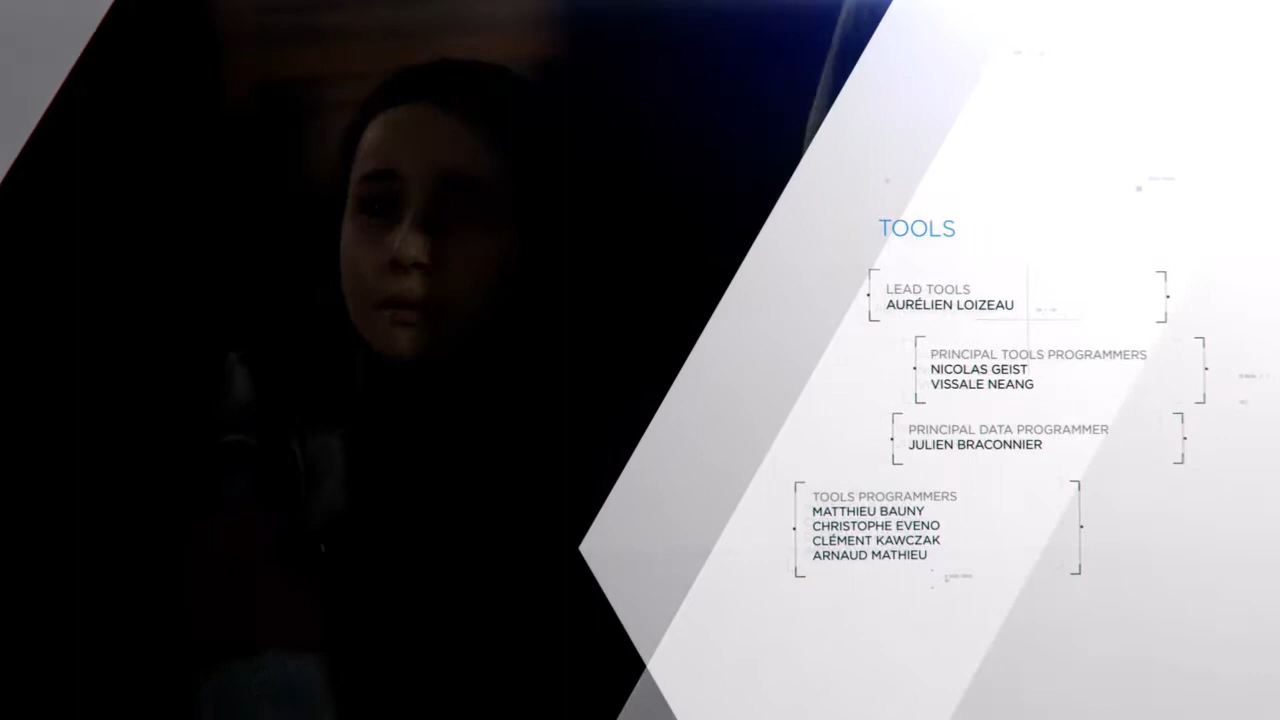 TOOLS
LEAD TOOLS
AURÉLIEN LOIZEAU
PRINCIPAL TOOLS PROGRAMMERS
NICOLAS GEIST
VISSALE NEANG
PRINCIPAL DATA PROGRAMMER
JULIEN BRACONNIER
TOOLS PROGRAMMERS
MATTHIEU BAUNY
CHRISTOPHE EVENO
CLÉMENT KAWCZAK
ARNAUD MATHIEU